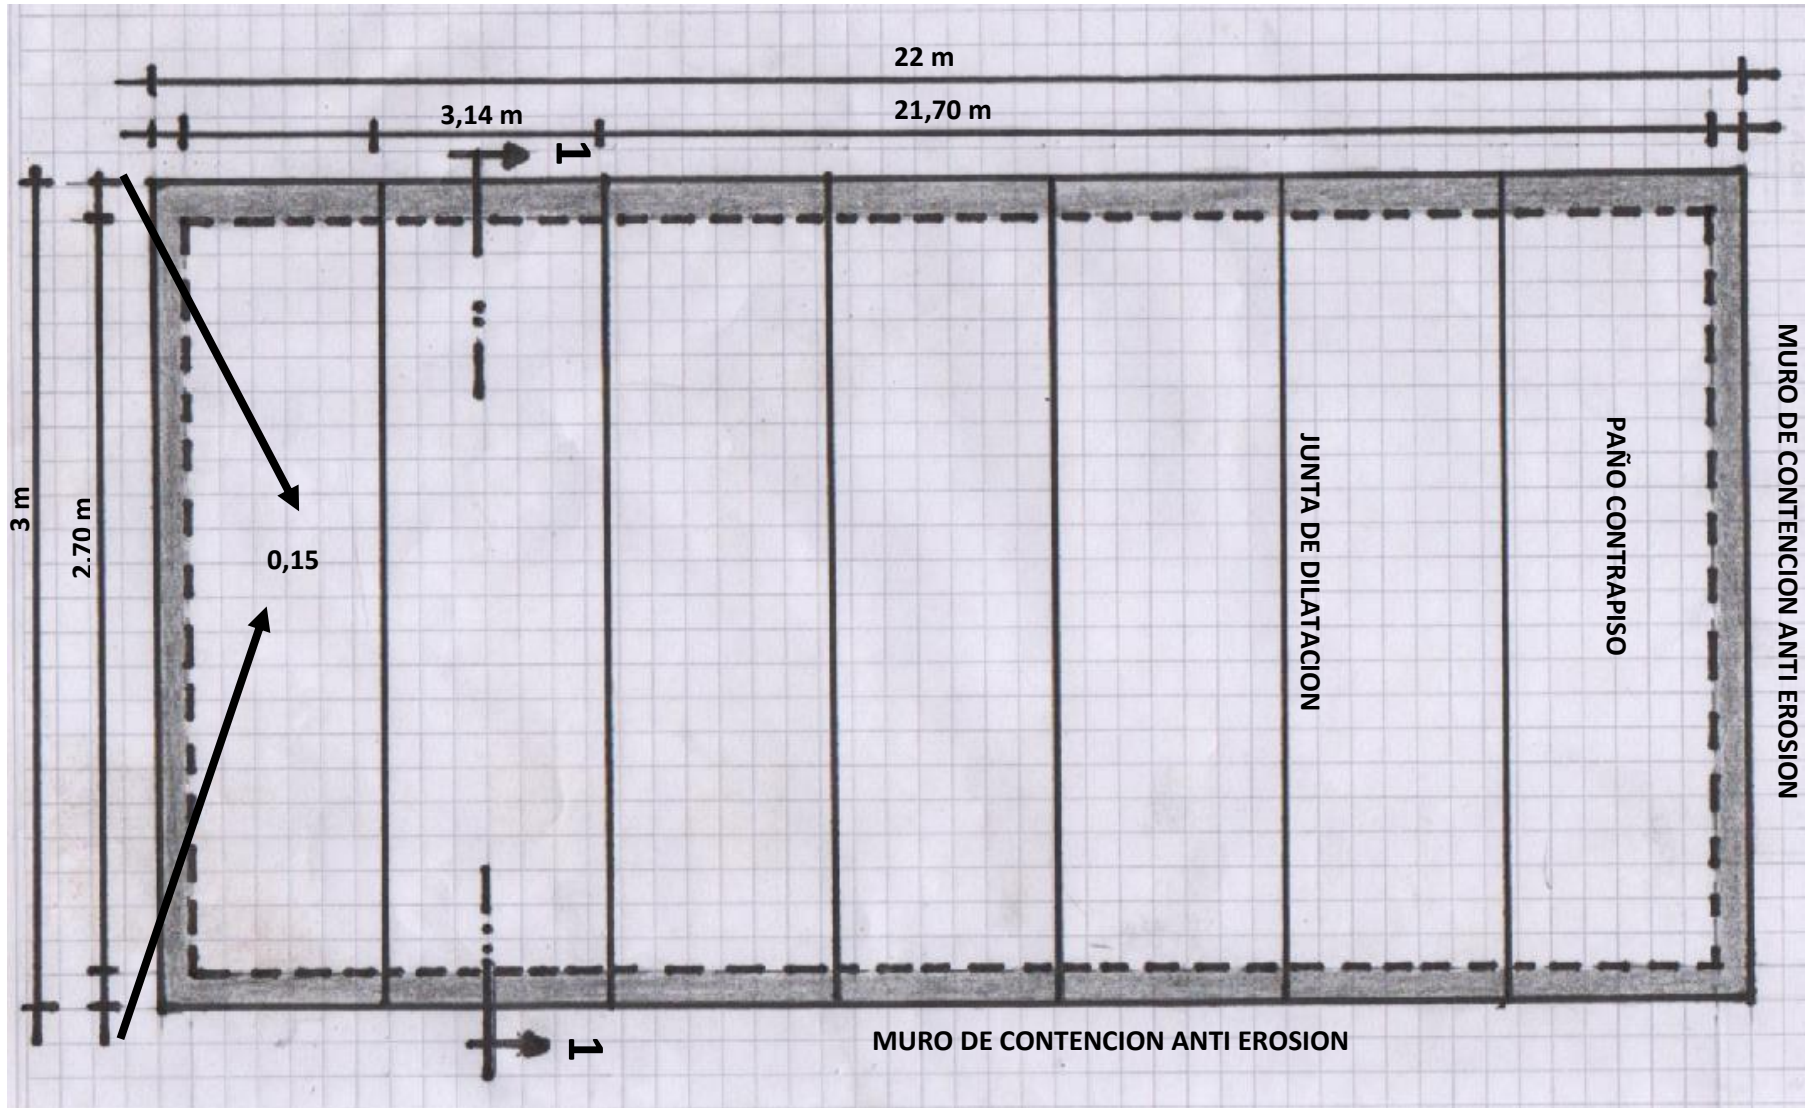 22 m
3,14 m
21,70 m
1
3 m
2.70 m
0,15
JUNTA DE DILATACION
PAÑO CONTRAPISO
MURO DE CONTENCION ANTI EROSION
1
MURO DE CONTENCION ANTI EROSION